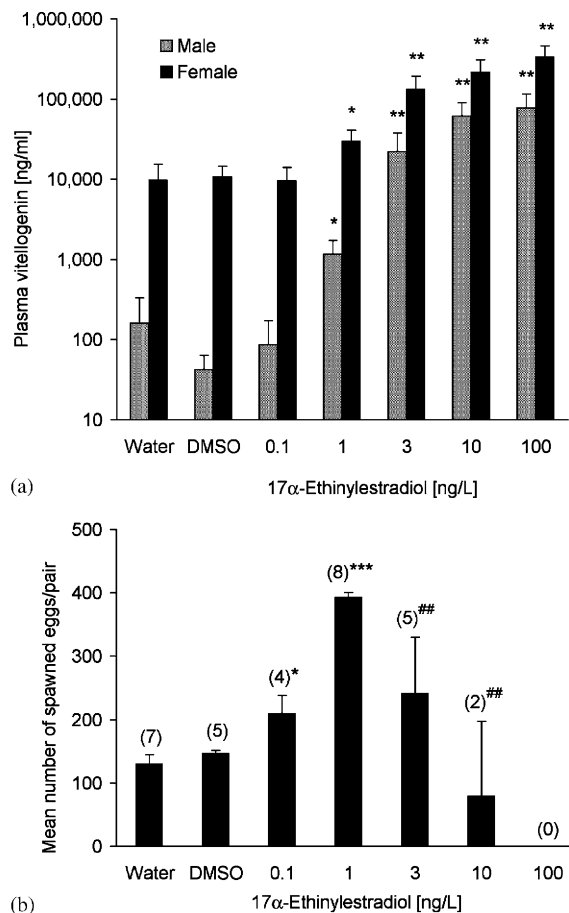 1,000,000
100,000
10,000
1,000
100
10
Plasma vitellogenin [ng/ml]
Male
Female
* * ** ** ** ** ** **
Water DMSO 0.1 1 3 10 100
(a) 17α-Ethinylestradiol [ng/L]
500
400
300
200
100
0
Mean number of spawned eggs/pair
(7) (5) (4)* (8)*** (5)## (2)## (0)
Water DMSO 0.1 1 3 10 100
(b) 17α-Ethinylestradiol [ng/L]